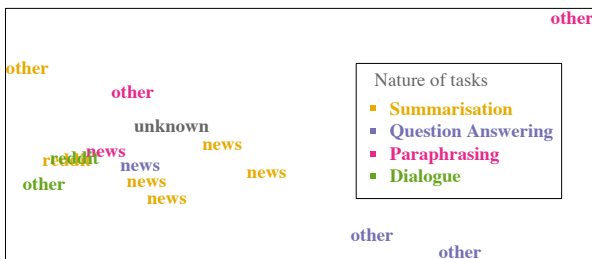 other
other
other
unknown
news
reddit
reddit
news
news
news
other
news
news
Nature of tasks
Summarisation
Question Answering
Paraphrasing
Dialogue
other
other